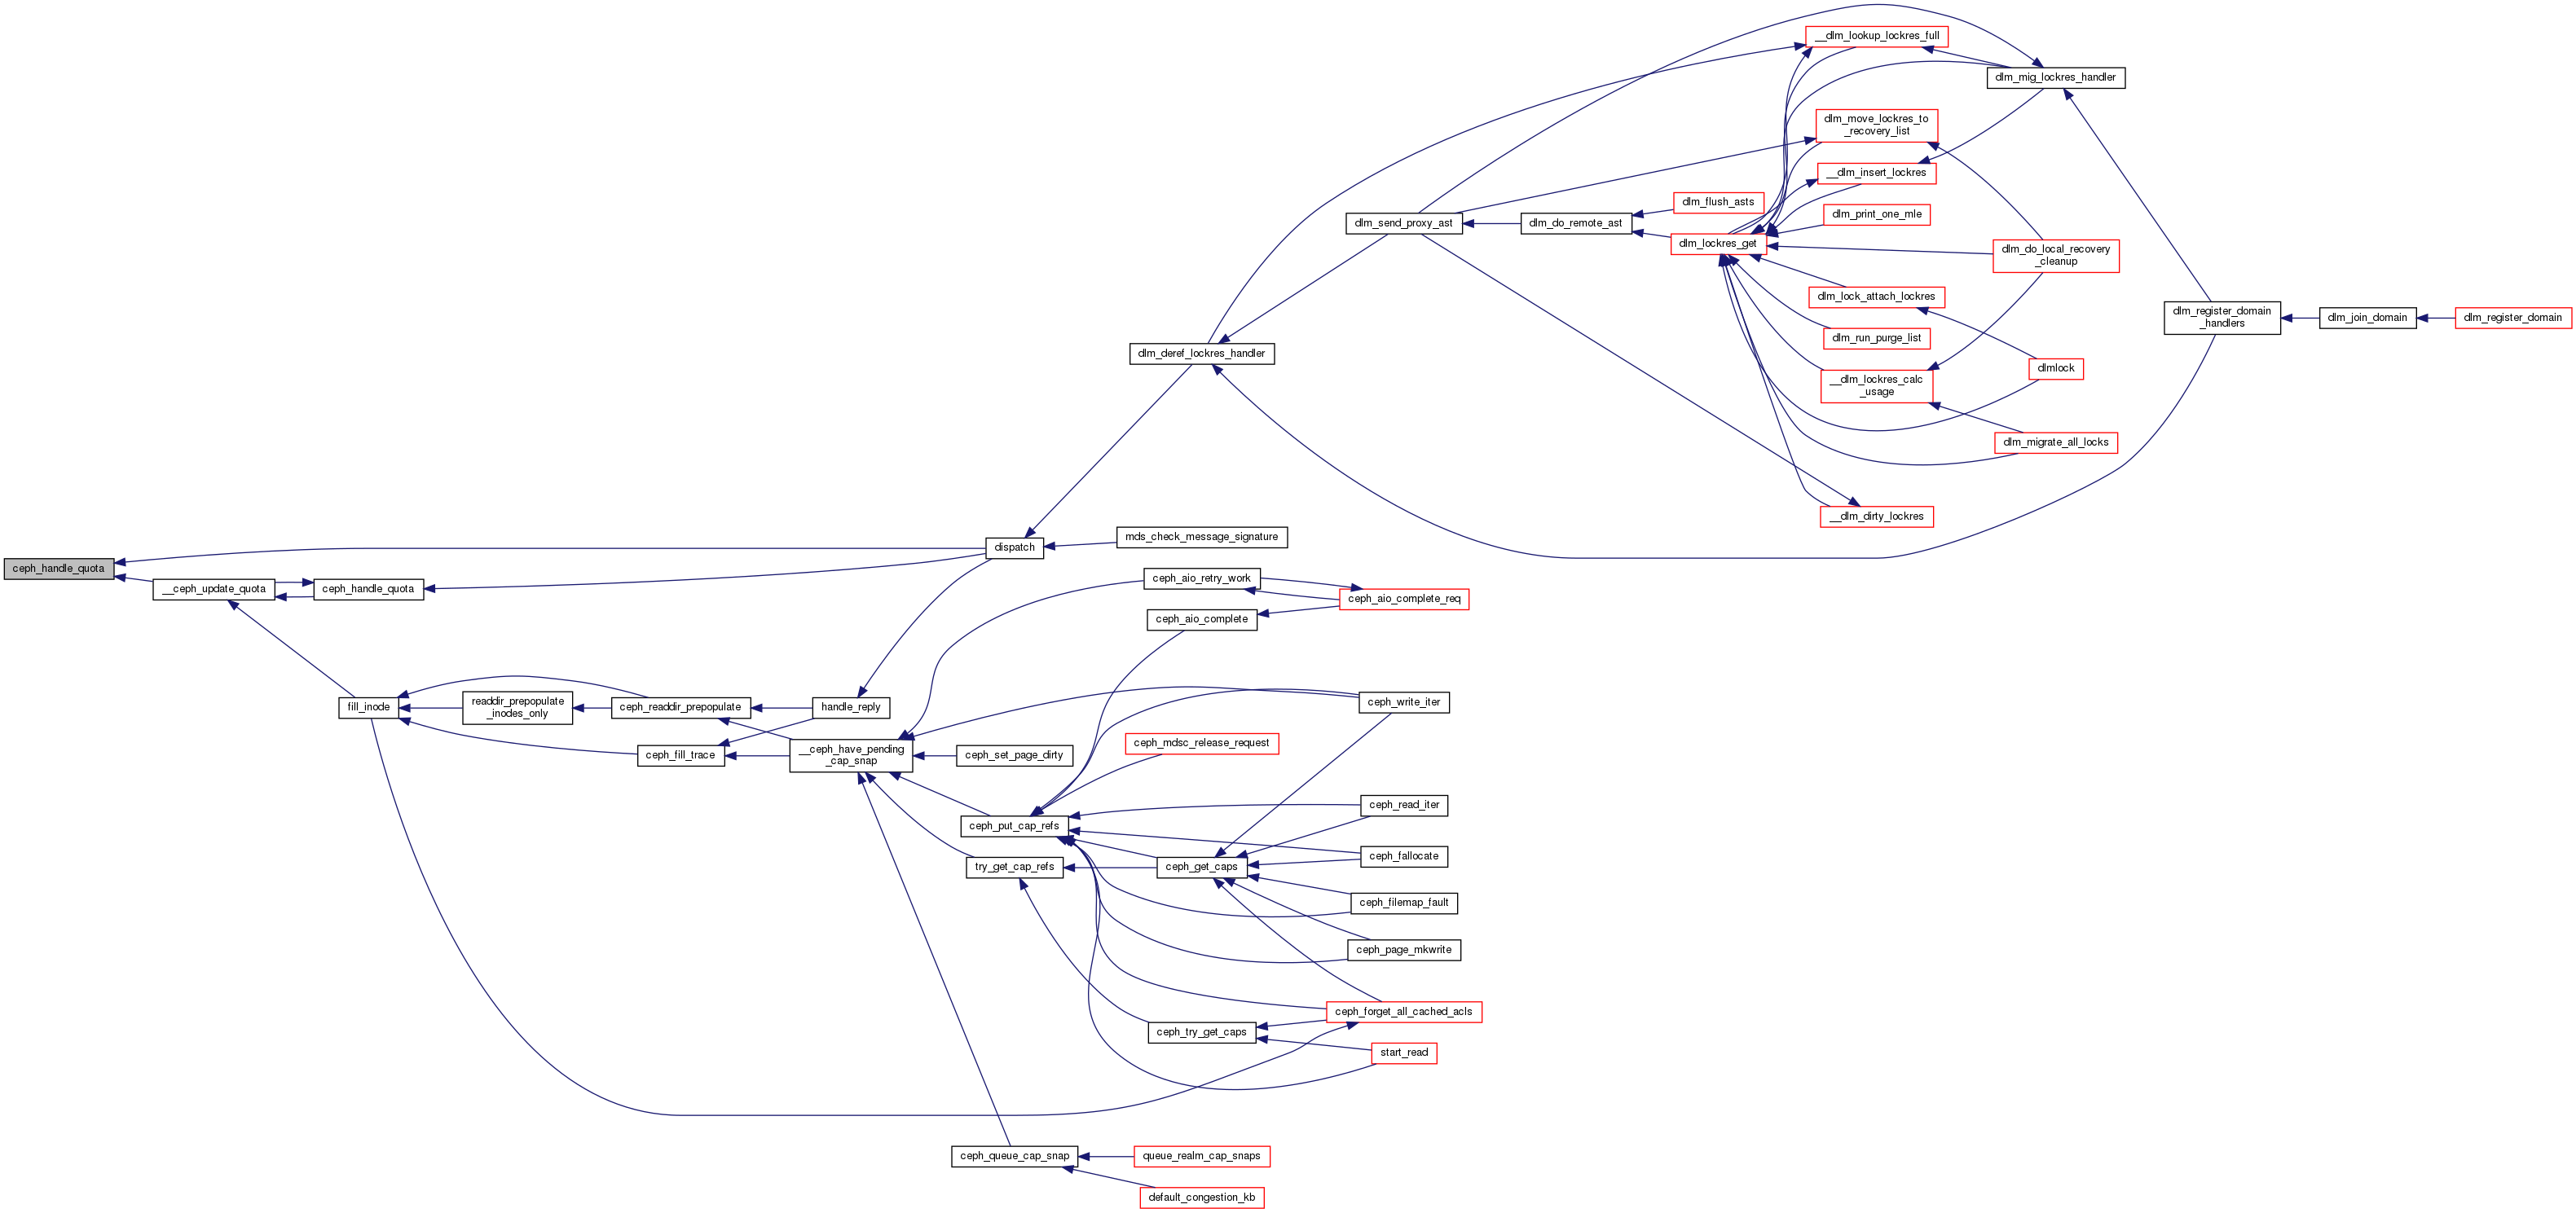 __dlm_lookup_lockres_full
dlm_mig_lockres_handler
dlm_move_lockres_to
_recovery_list
__dlm_insert_lockres
dlm_flush_asts
dlm_print_one_mle
dlm_send_proxy_ast
dlm_do_remote_ast
dlm_lockres_get
dlm_do_local_recovery
_cleanup
dlm_lock_attach_lockres
dlm_register_domain
_handlers
dlm_join_domain
dlm_register_domain
dlm_run_purge_list
dlm_deref_lockres_handler
dlmlock
__dlm_lockres_calc
_usage
dlm_migrate_all_locks
__dlm_dirty_lockres
mds_check_message_signature
dispatch
ceph_handle_quota
__ceph_update_quota
ceph_handle_quota
ceph_aio_retry_work
ceph_aio_complete_req
ceph_aio_complete
fill_inode
readdir_prepopulate
_inodes_only
ceph_readdir_prepopulate
handle_reply
ceph_write_iter
ceph_fill_trace
__ceph_have_pending
_cap_snap
ceph_set_page_dirty
ceph_mdsc_release_request
ceph_read_iter
ceph_put_cap_refs
ceph_fallocate
try_get_cap_refs
ceph_get_caps
ceph_filemap_fault
ceph_page_mkwrite
ceph_forget_all_cached_acls
ceph_try_get_caps
start_read
ceph_queue_cap_snap
queue_realm_cap_snaps
default_congestion_kb